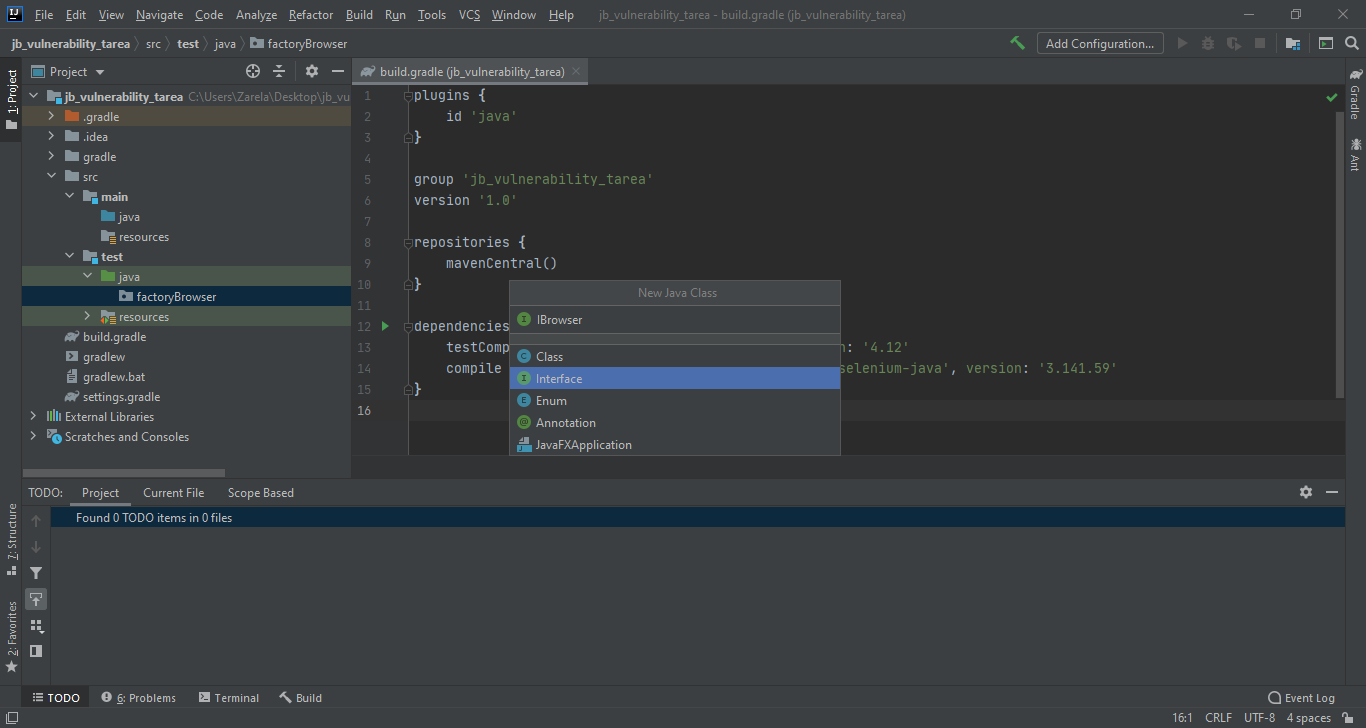 File Edit View Navigate Code Analyze Refactor Build Run Tools VCS Window Help jb_vulnerability_tarea - build.gradle (jb_vulnerability_tarea)
jb_vulnerability_tarea src test java factoryBrowser Add Configuration...
1: Project
Project
jb_vulnerability_tarea C:\Users\Zarela\Desktop\jb_vu
.gradle
.idea
gradle
src
main
java
resources
test
java
factoryBrowser
resources
build.gradle
gradlew
gradlew.bat
settings.gradle
External Libraries
Scratches and Consoles
build.gradle (jb_vulnerability_tarea)
1 plugins {
2 id 'java'
3 }
4
5 group 'jb_vulnerability_tarea'
6 version '1.0'
7
8 repositories {
9 mavenCentral()
10 }
11
12 dependencies
13 testComp n: '4.12'
14 compile selenium-java', version: '3.141.59'
15 }
16
New Java Class
IBrowser
Class
Interface
Enum
Annotation
JavaFXApplication
Gradle
Ant
TODO: Project Current File Scope Based
Found 0 TODO items in 0 files
7: Structure
2: Favorites
TODO 6: Problems Terminal Build Event Log
16:1 CRLF UTF-8 4 spaces